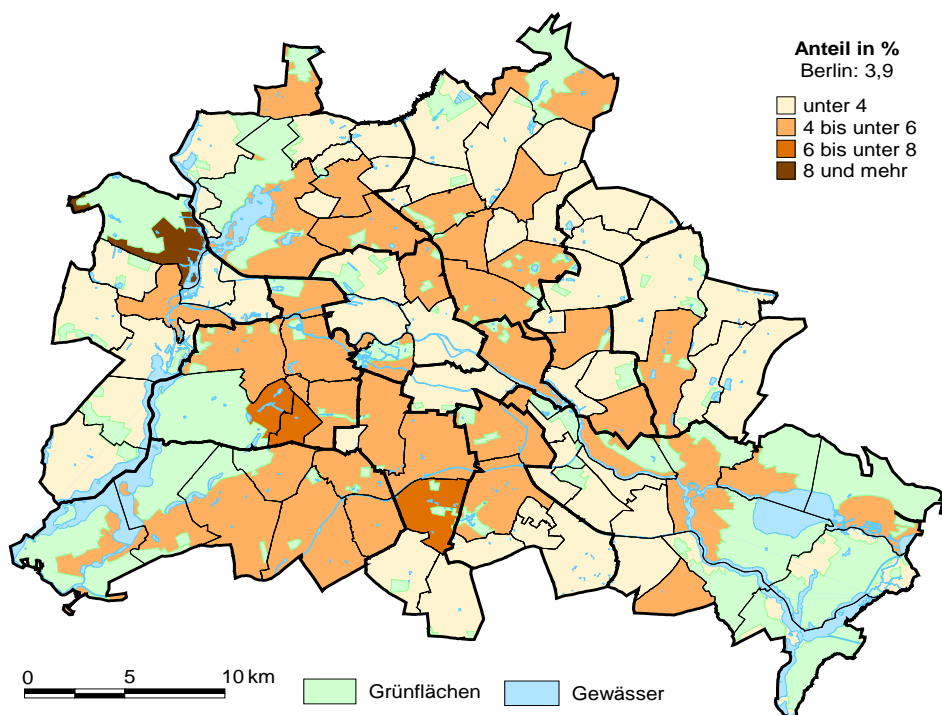 Anteil in %
Berlin: 3,9
unter 4
4 bis unter 6
6 bis unter 8
8 und mehr
0 5 10 km
Grünflächen
Gewässer